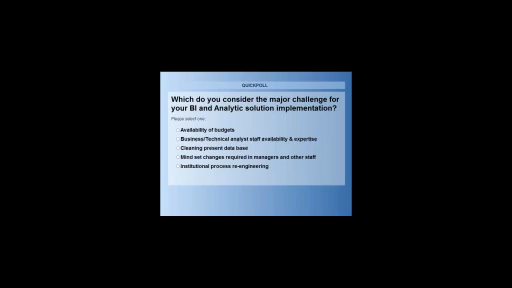 QUICKPOLL
Which do you consider the major challenge for
your BI and Analytic solution implementation?
Please select one:
Availability of budgets
Business/Technical analyst staff availability & expertise
Cleaning present data base
Mind set changes required in managers and other staff
Institutional process re-engineering